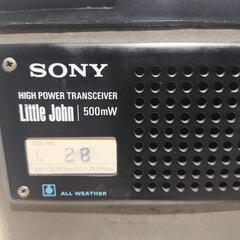 SONY
HIGH POWER TRANSCEIVER
Little John 500mW
CALL NO.
28
ALL WEATHER